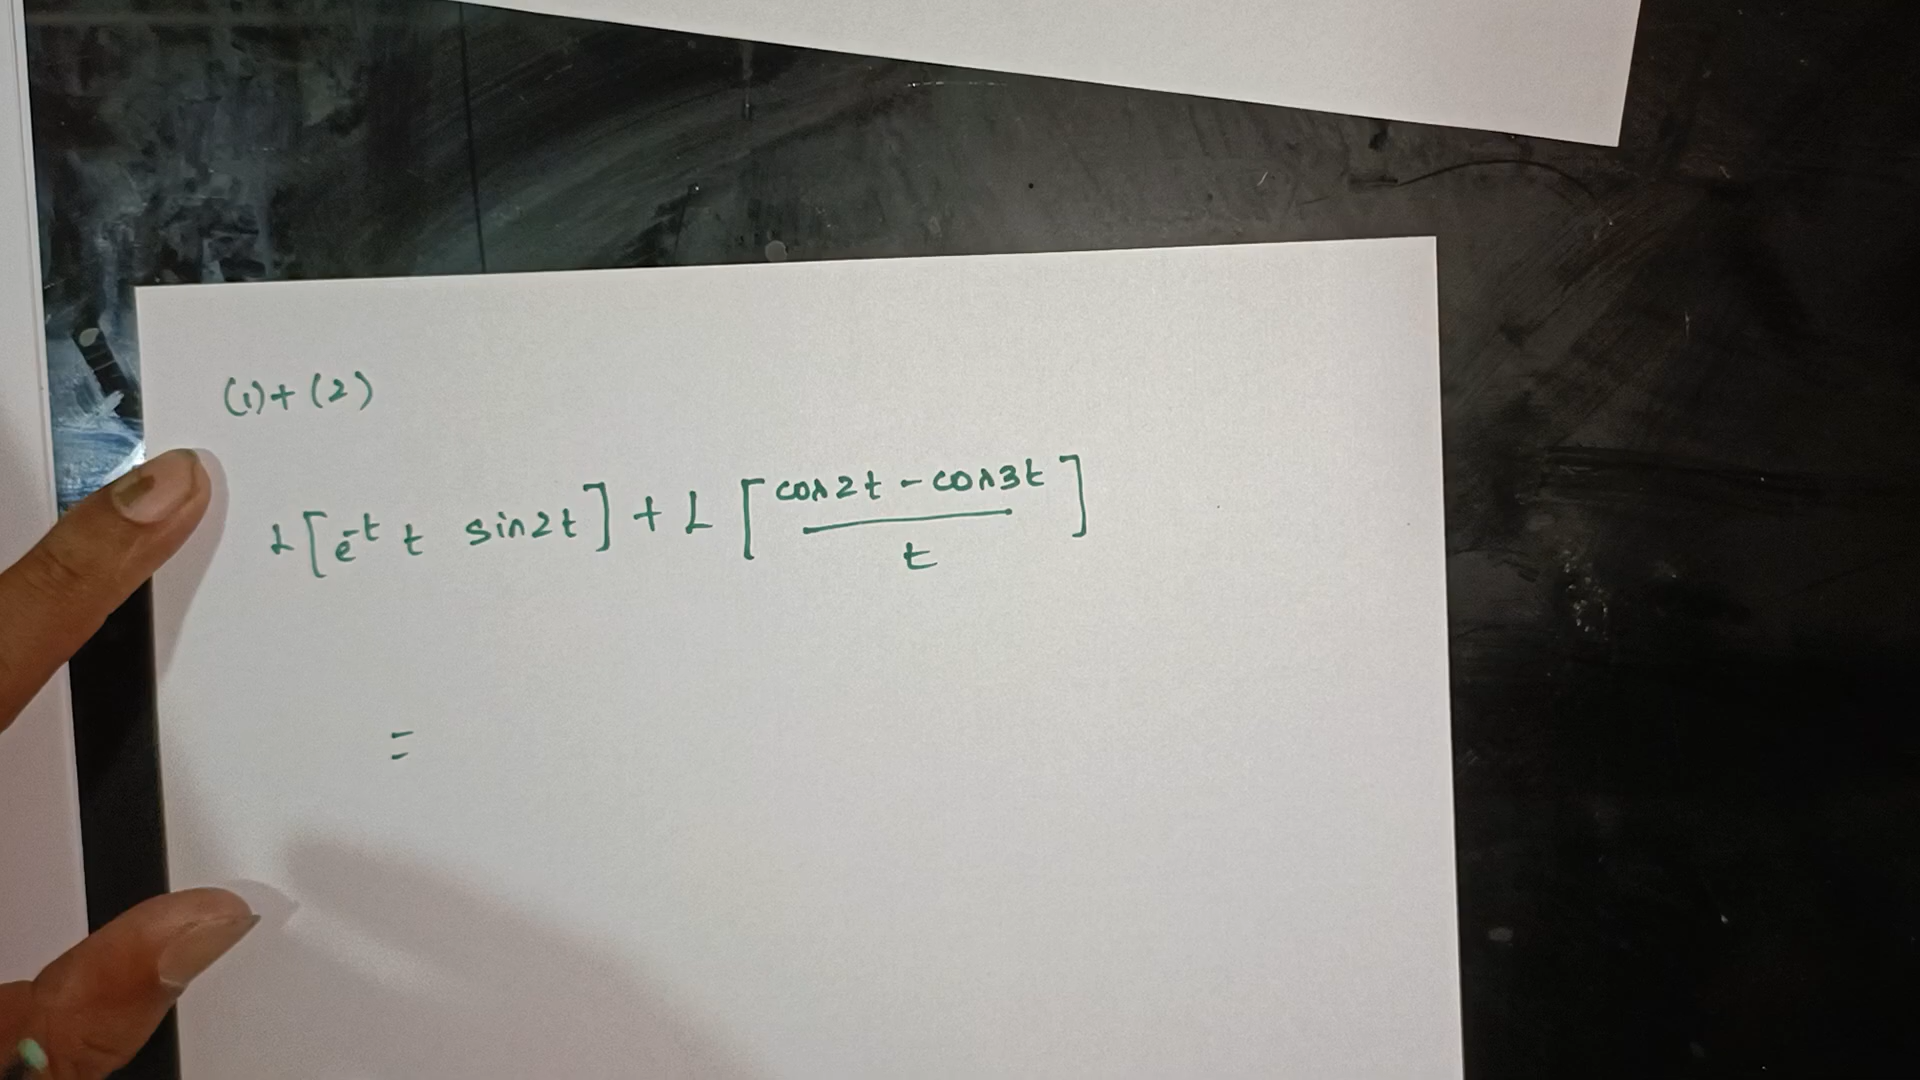 (1)+(2)
L[e^-t t sin2t] + L[(cos2t - cos3t)/t]
=